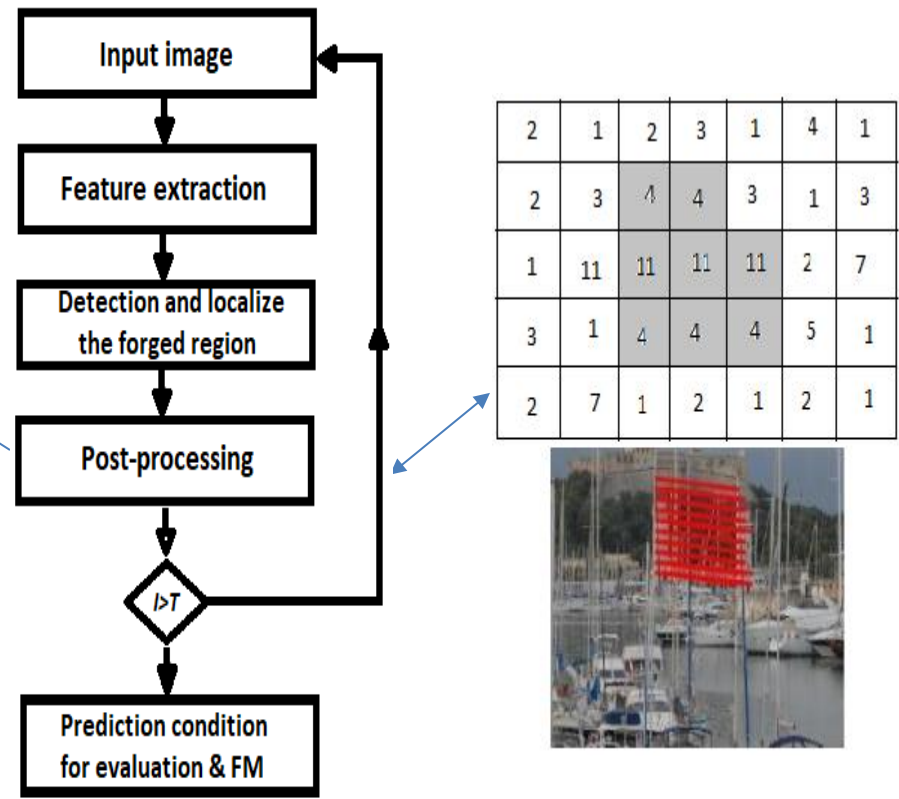 Input image
Feature extraction
Detection and localize
the forged region
Post-processing
I>T
Prediction condition
for evaluation & FM
2 1 2 3 1 4 1
2 3 4 4 3 1 3
1 11 11 11 11 2 7
3 1 4 4 4 5 1
2 7 1 2 1 2 1